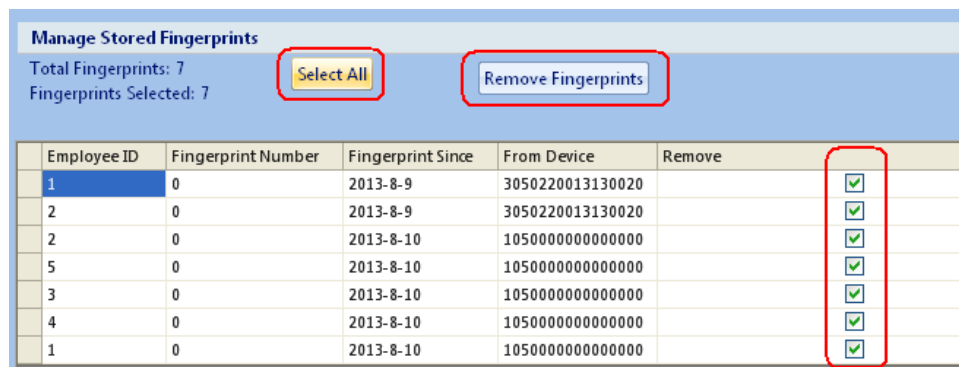 Manage Stored Fingerprints
Total Fingerprints: 7
Select All
Remove Fingerprints
Fingerprints Selected: 7
Employee ID Fingerprint Number Fingerprint Since From Device Remove
1 0 2013-8-9 3050220013130020
2 0 2013-8-9 3050220013130020
2 0 2013-8-10 1050000000000000
5 0 2013-8-10 1050000000000000
3 0 2013-8-10 1050000000000000
4 0 2013-8-10 1050000000000000
1 0 2013-8-10 1050000000000000